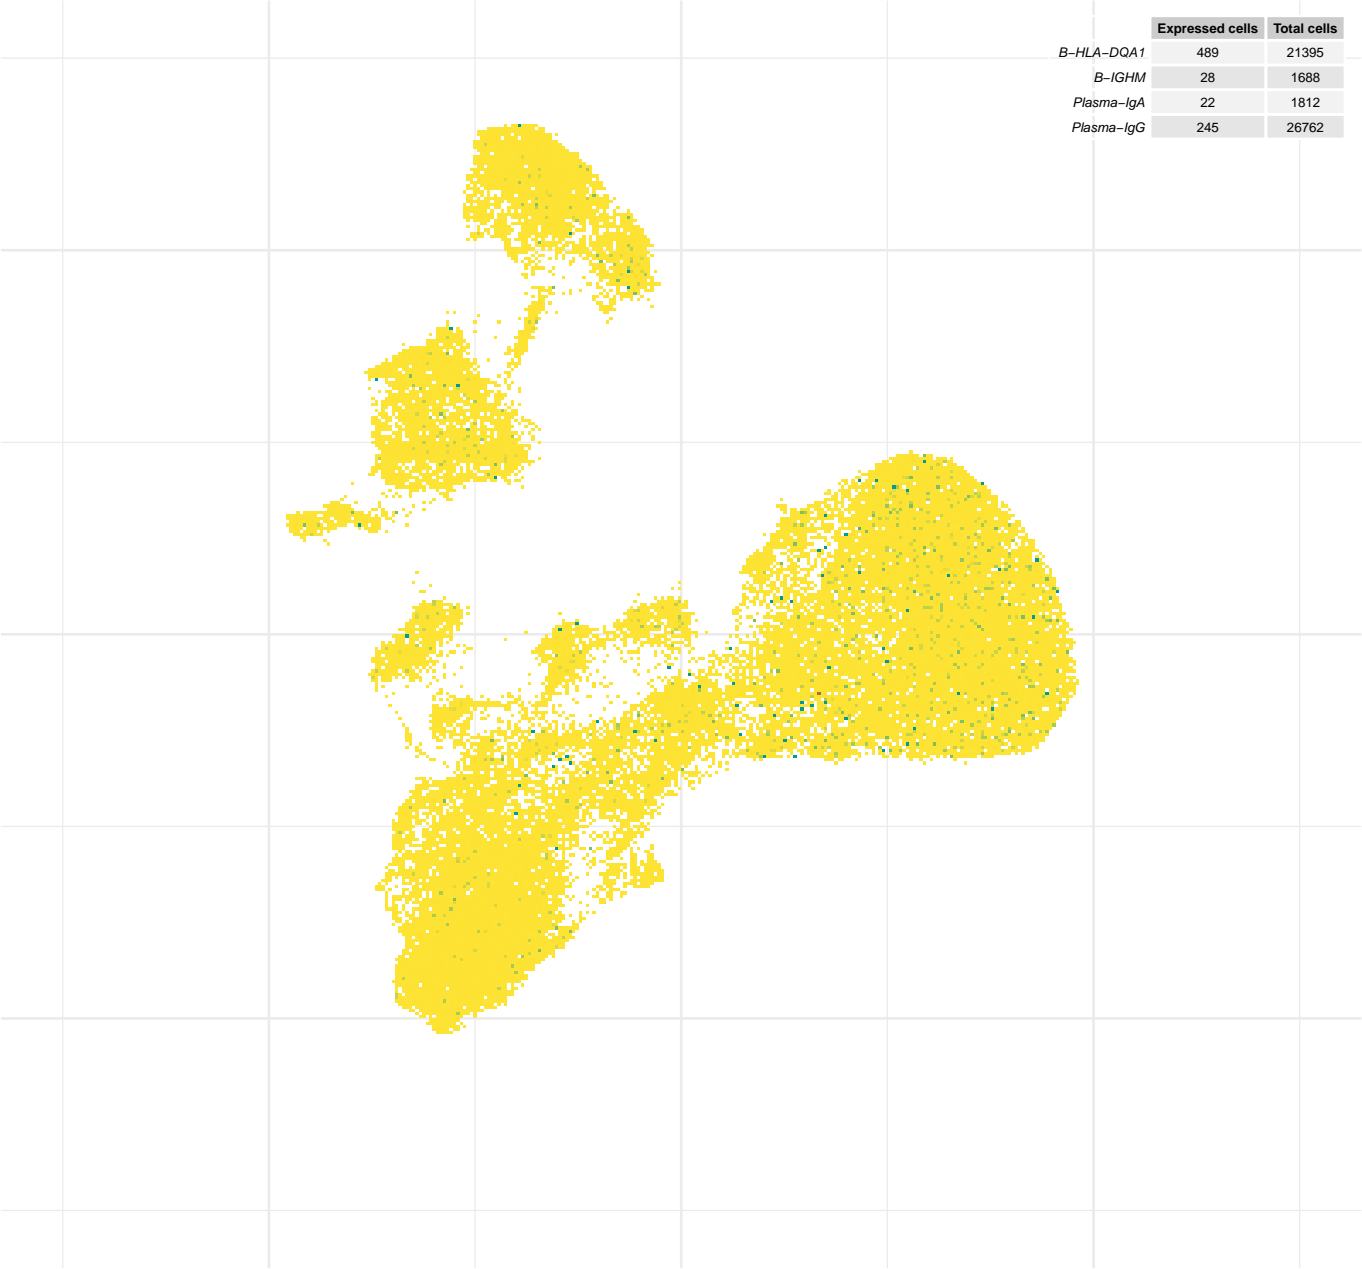 Expressed cells Total cells
B−HLA−DQA1 489 21395
B−IGHM 28 1688
Plasma−IgA 22 1812
Plasma−IgG 245 26762